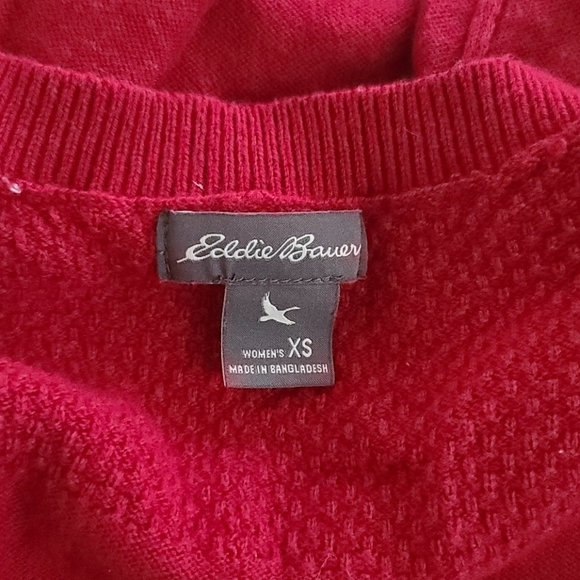 Eddie Bauer
WOMEN'S XS
MADE IN BANGLADESH